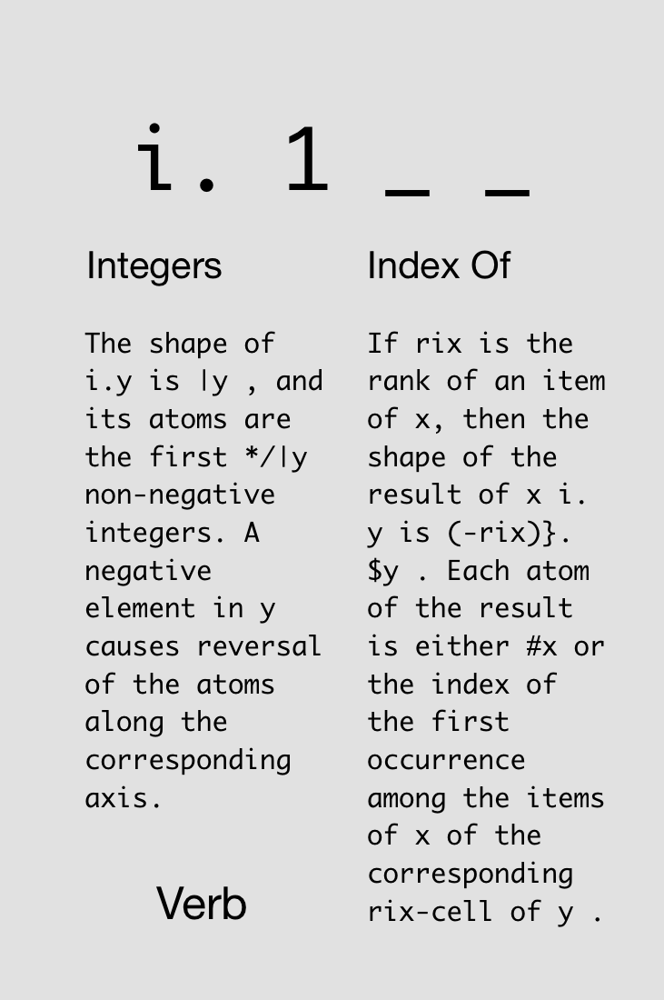 i. 1 _ _
Integers
The shape of
i.y is |y , and
its atoms are
the first */|y
non-negative
integers. A
negative
element in y
causes reversal
of the atoms
along the
corresponding
axis.
Index Of
If rix is the
rank of an item
of x, then the
shape of the
result of x i.
y is (-rix)}.
$y . Each atom
of the result
is either #x or
the index of
the first
occurrence
among the items
of x of the
corresponding
rix-cell of y .
Verb